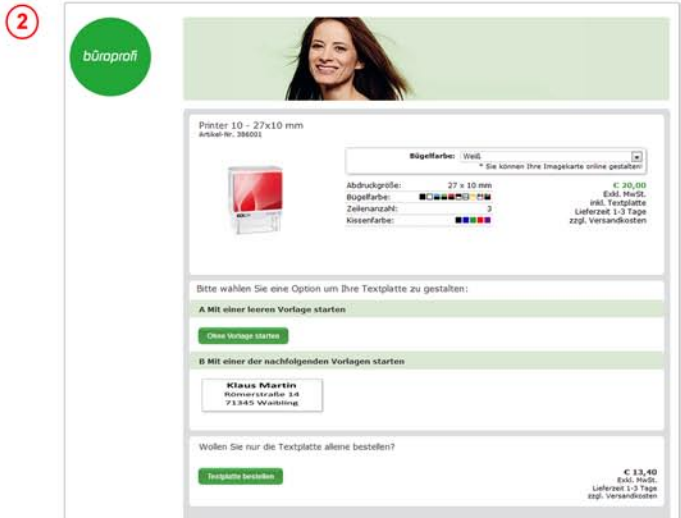 2
büroprofi
Printer 10 - 27x10 mm
Artikel-Nr. 386001
Bügelfarbe: Weiß
* Sie können Ihre Imagekarte online gestalten!
Abdruckgröße: 27 x 10 mm
Bügelfarbe:
Zeilenanzahl: 3
Kissenfarbe:
€ 20,00
Exkl. MwSt.
inkl. Textplatte
Lieferzeit 1-3 Tage
zzgl. Versandkosten
Bitte wählen Sie eine Option um Ihre Textplatte zu gestalten:
A Mit einer leeren Vorlage starten
Ohne Vorlage starten
B Mit einer der nachfolgenden Vorlagen starten
Klaus Martin
Römerstraße 14
71345 Waibling
Wollen Sie nur die Textplatte alleine bestellen?
Textplatte bestellen
€ 13,40
Exkl. MwSt.
Lieferzeit 1-3 Tage
zzgl. Versandkosten